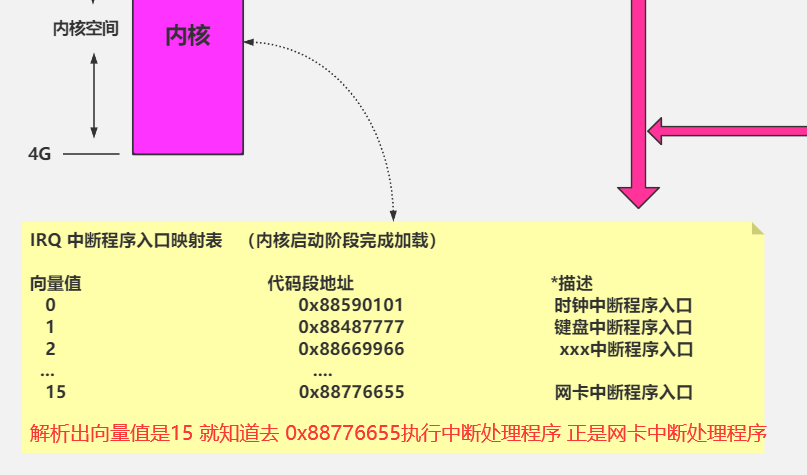 内核空间
内核
4G
IRQ 中断程序入口映射表 （内核启动阶段完成加载）
向量值 代码段地址 *描述
0 0x88590101 时钟中断程序入口
1 0x88487777 键盘中断程序入口
2 0x88669966 xxx中断程序入口
... ....
15 0x88776655 网卡中断程序入口
解析出向量值是15 就知道去 0x88776655执行中断处理程序 正是网卡中断处理程序